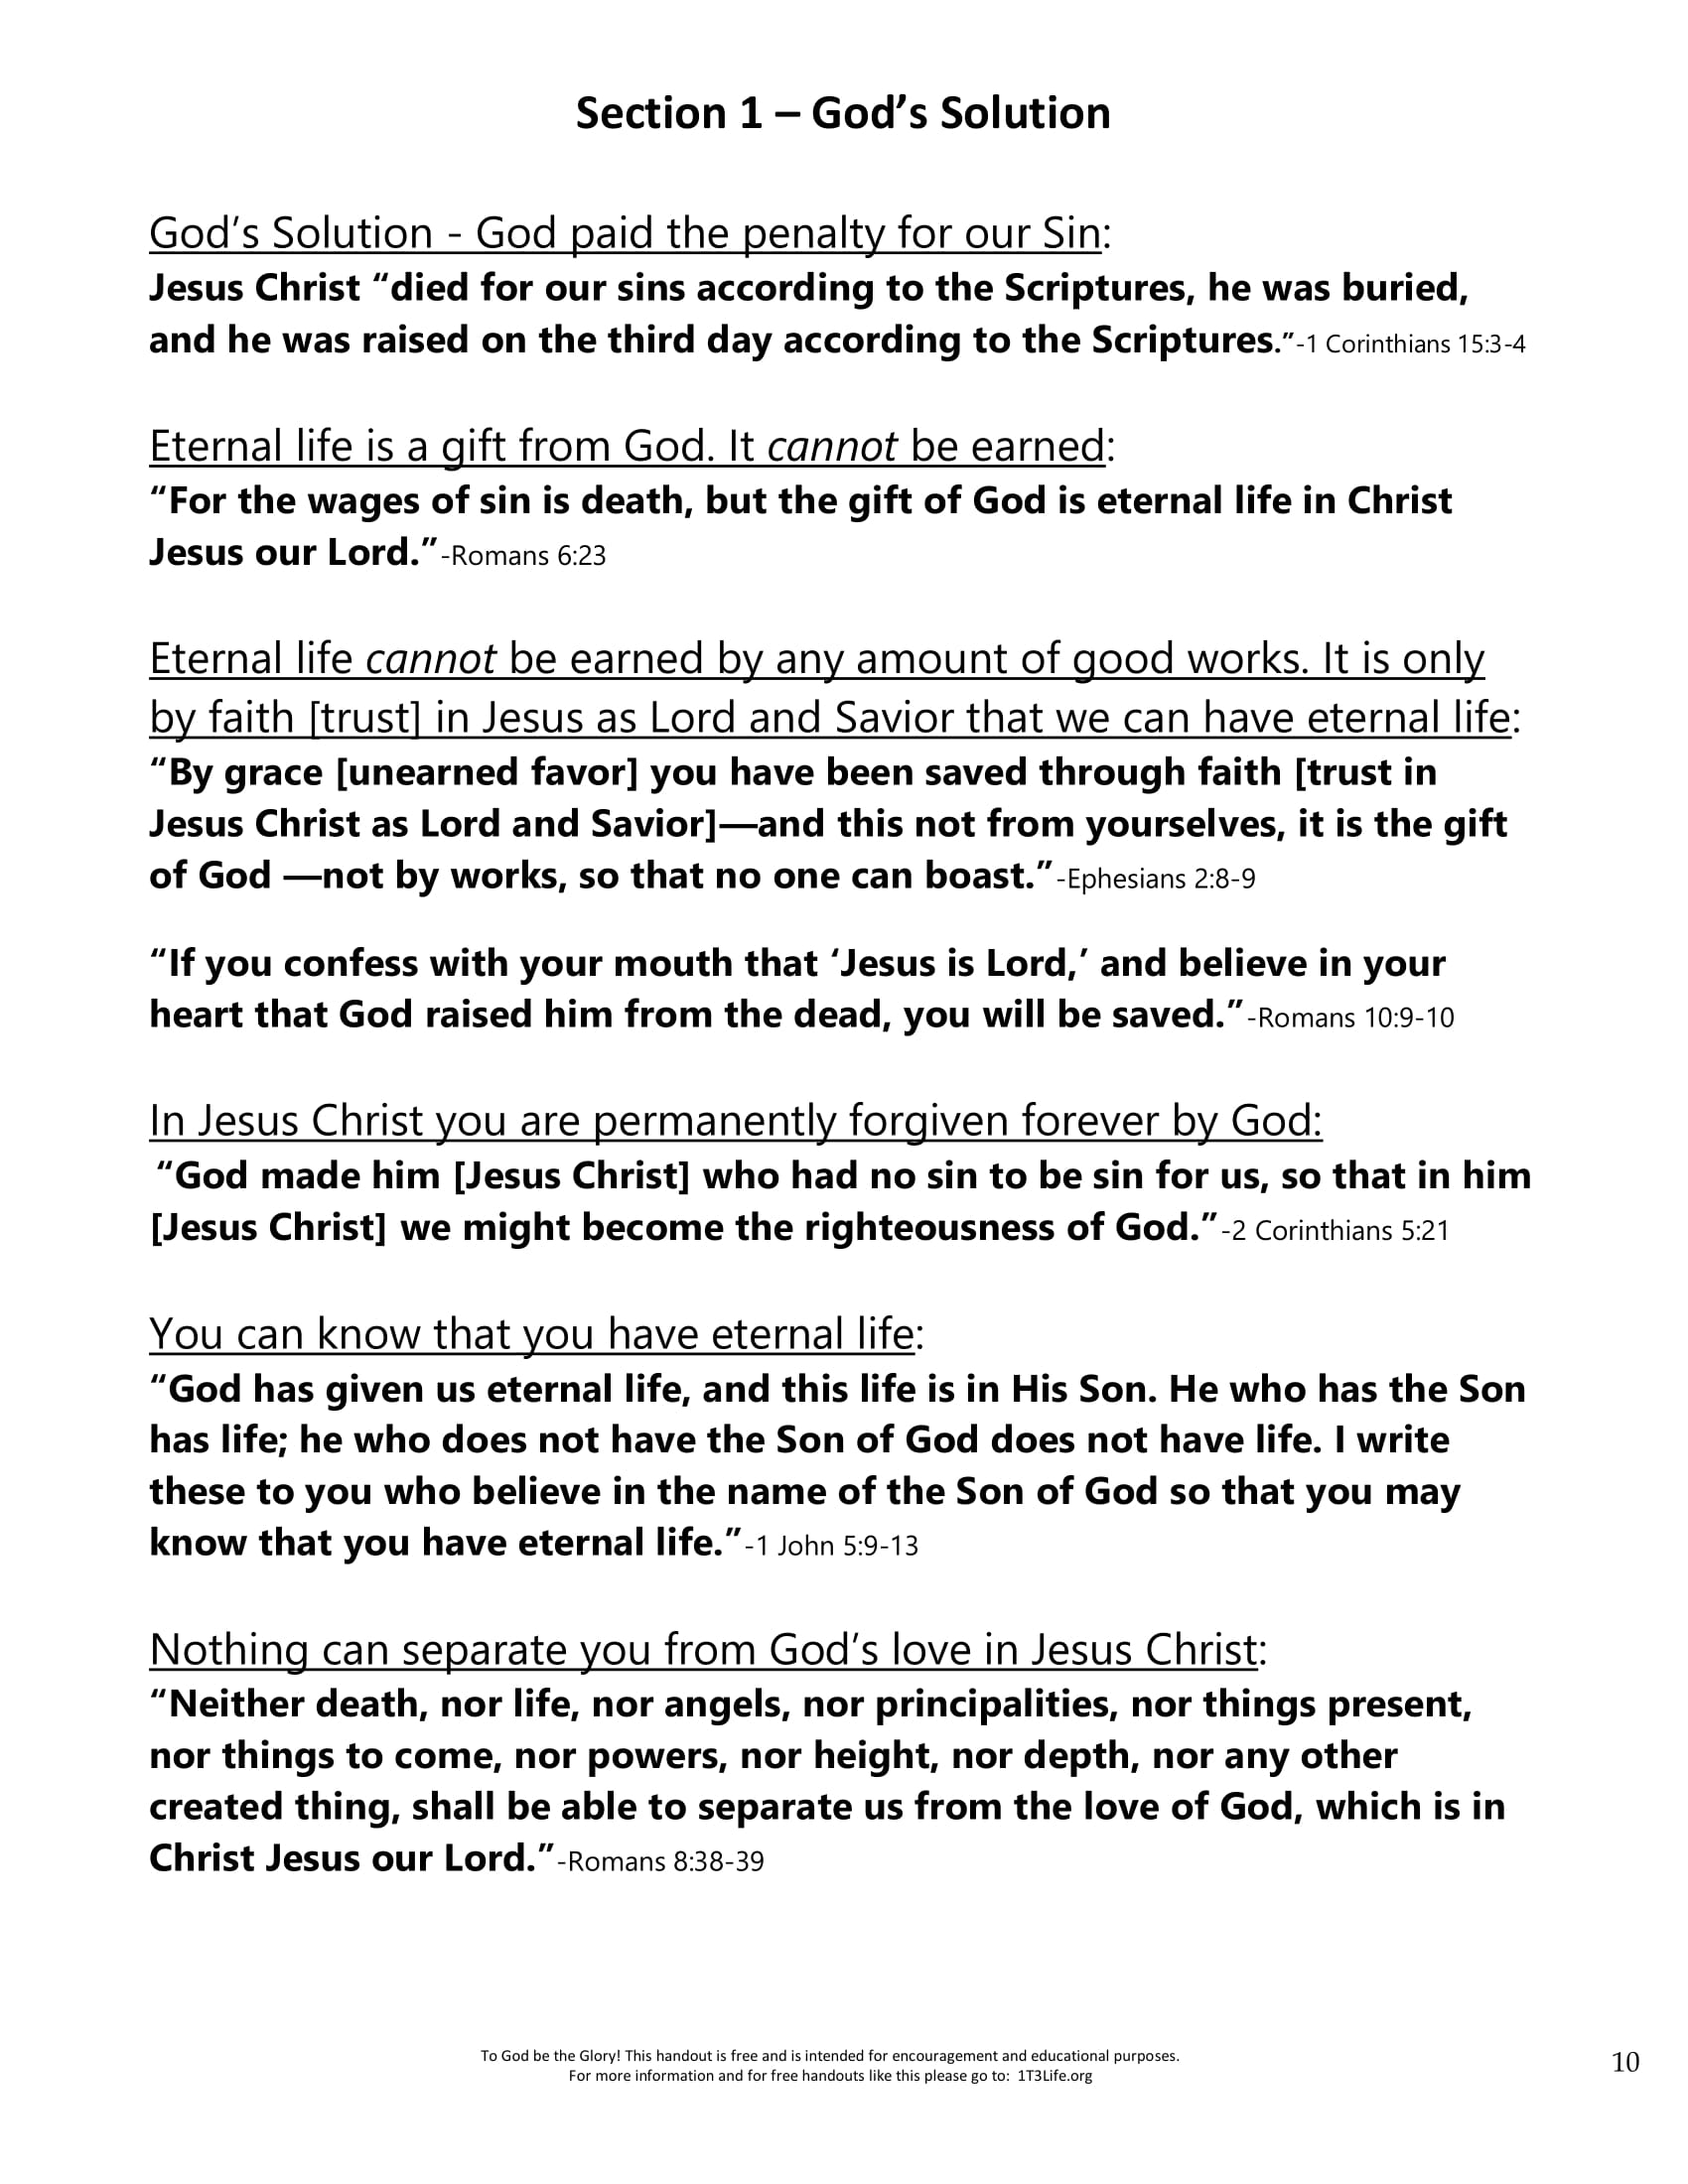 Section 1 – God’s Solution
God’s Solution - God paid the penalty for our Sin:
Jesus Christ “died for our sins according to the Scriptures, he was buried,
and he was raised on the third day according to the Scriptures.”-1 Corinthians 15:3-4
Eternal life is a gift from God. It cannot be earned:
“For the wages of sin is death, but the gift of God is eternal life in Christ
Jesus our Lord.”-Romans 6:23
Eternal life cannot be earned by any amount of good works. It is only
by faith [trust] in Jesus as Lord and Savior that we can have eternal life:
“By grace [unearned favor] you have been saved through faith [trust in
Jesus Christ as Lord and Savior]—and this not from yourselves, it is the gift
of God —not by works, so that no one can boast.”-Ephesians 2:8-9
“If you confess with your mouth that ‘Jesus is Lord,’ and believe in your
heart that God raised him from the dead, you will be saved.”-Romans 10:9-10
In Jesus Christ you are permanently forgiven forever by God:
“God made him [Jesus Christ] who had no sin to be sin for us, so that in him
[Jesus Christ] we might become the righteousness of God.”-2 Corinthians 5:21
You can know that you have eternal life:
“God has given us eternal life, and this life is in His Son. He who has the Son
has life; he who does not have the Son of God does not have life. I write
these to you who believe in the name of the Son of God so that you may
know that you have eternal life.”-1 John 5:9-13
Nothing can separate you from God’s love in Jesus Christ:
“Neither death, nor life, nor angels, nor principalities, nor things present,
nor things to come, nor powers, nor height, nor depth, nor any other
created thing, shall be able to separate us from the love of God, which is in
Christ Jesus our Lord.”-Romans 8:38-39
To God be the Glory! This handout is free and is intended for encouragement and educational purposes.
For more information and for free handouts like this please go to: 1T3Life.org
10